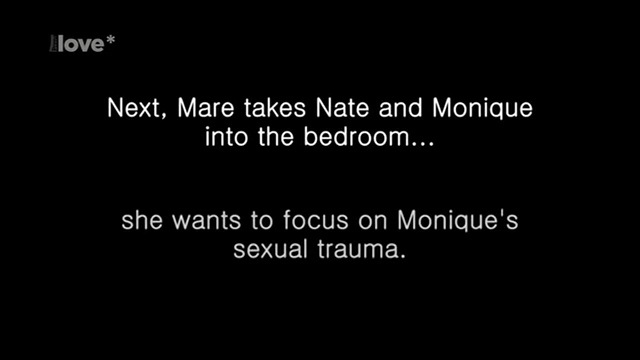 love*
Next, Mare takes Nate and Monique
into the bedroom...
she wants to focus on Monique's
sexual trauma.